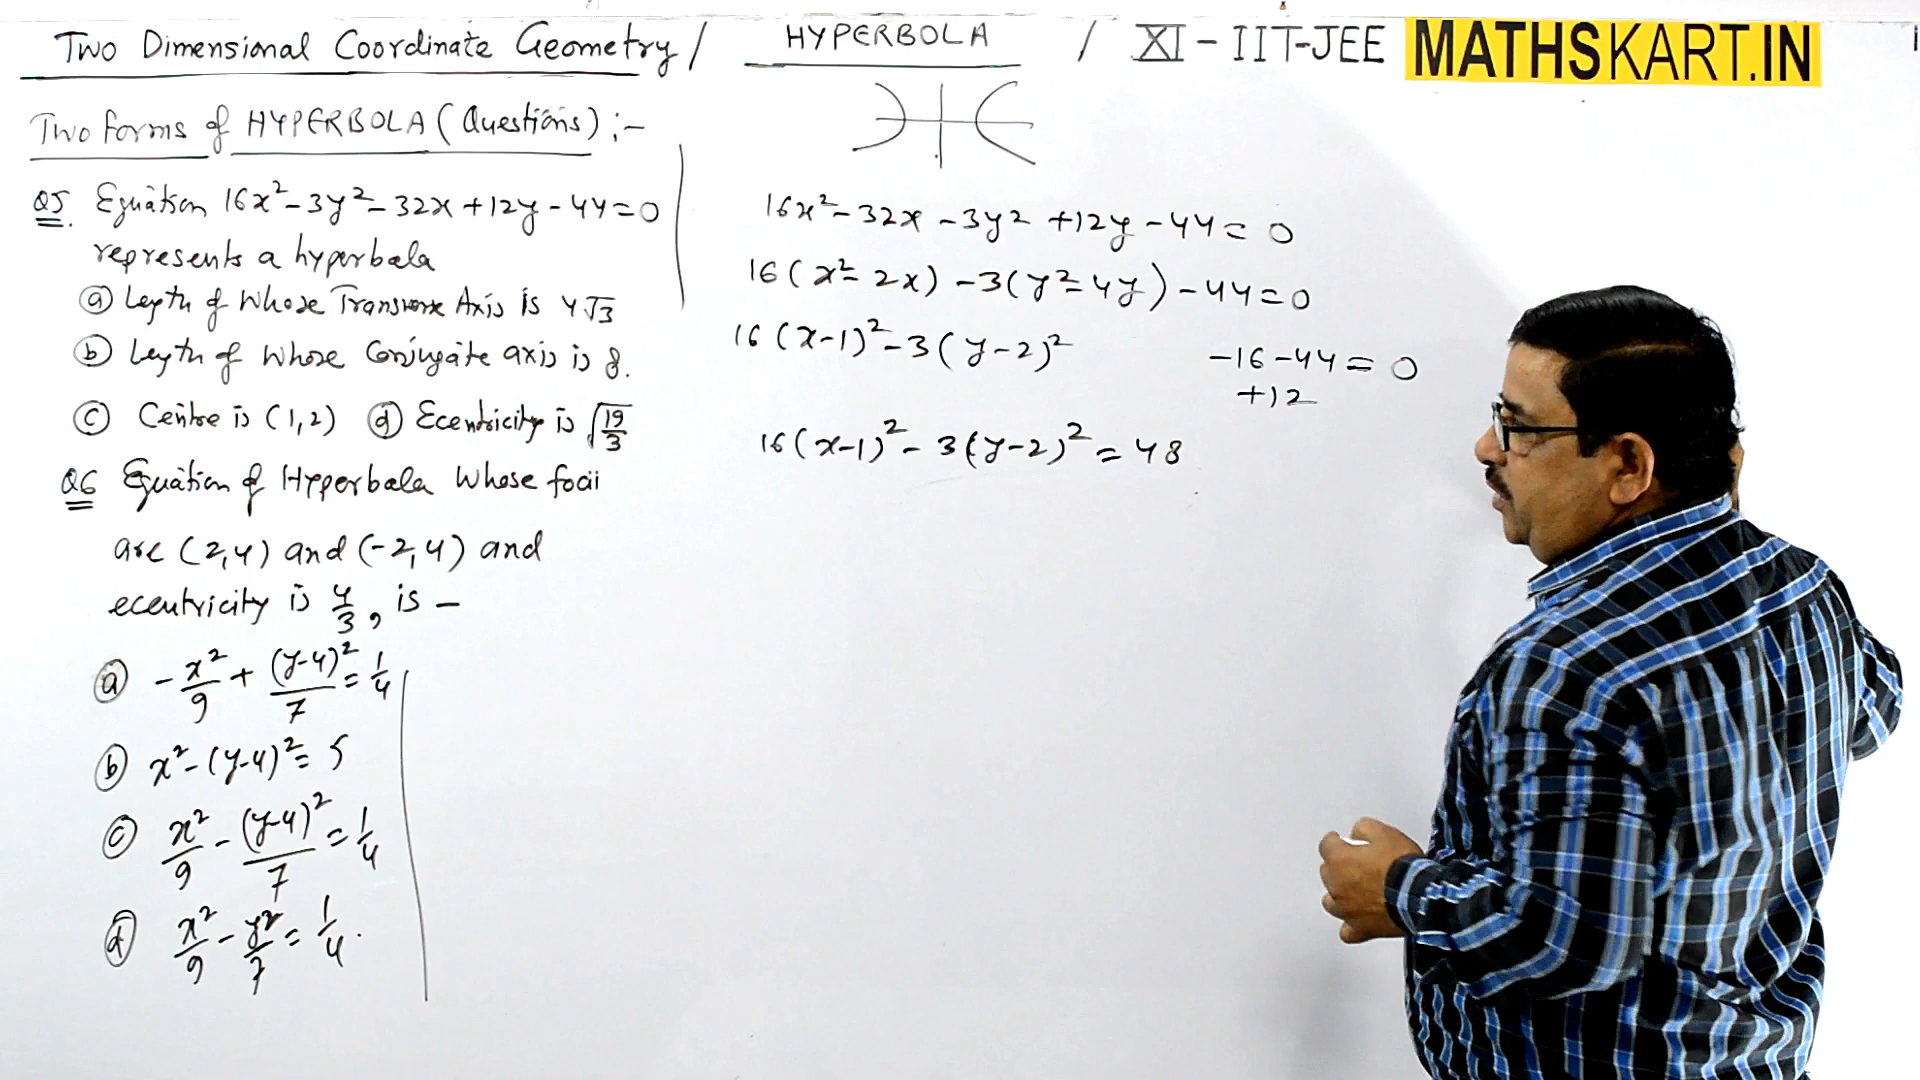 Two Dimensional Coordinate Geometry / HYPERBOLA / XI - IIT-JEE MATHSKART.IN
Two forms of HYPERBOLA (Questions) :-
Q5. Equation 16x² - 3y² - 32x + 12y - 44 = 0
represents a hyperbala
(a) Length of Whose Transverse Axis is 4√3
(b) Length of Whose Conjugate axis is 8.
(c) Centre is (1,2) (d) Ecentricity is √(19/3)
Q6 Equation of Hyperbala Whose focii
are (2,4) and (-2,4) and
ecentricity is 4/3, is -
(a) -x²/9 + (y-4)²/7 = 1/4
(b) x² - (y-4)² = 5
(c) x²/9 - (y-4)²/7 = 1/4
(d) x²/9 - y²/7 = 1/4.
16x² - 32x - 3y² + 12y - 44 = 0
16(x² - 2x) - 3(y² - 4y) - 44 = 0
16(x-1)² - 3(y-2)² -16 - 44 = 0
+12
16(x-1)² - 3(y-2)² = 48